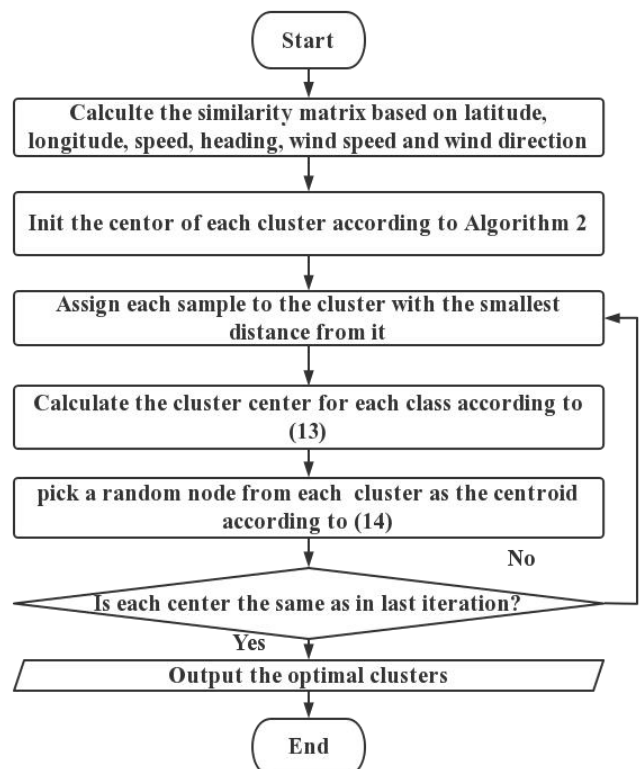 Start
Calculte the similarity matrix based on latitude,
longitude, speed, heading, wind speed and wind direction
Init the centor of each cluster according to Algorithm 2
Assign each sample to the cluster with the smallest
distance from it
Calculate the cluster center for each class according to
(13)
pick a random node from each cluster as the centroid
according to (14)
No
Is each center the same as in last iteration?
Yes
Output the optimal clusters
End